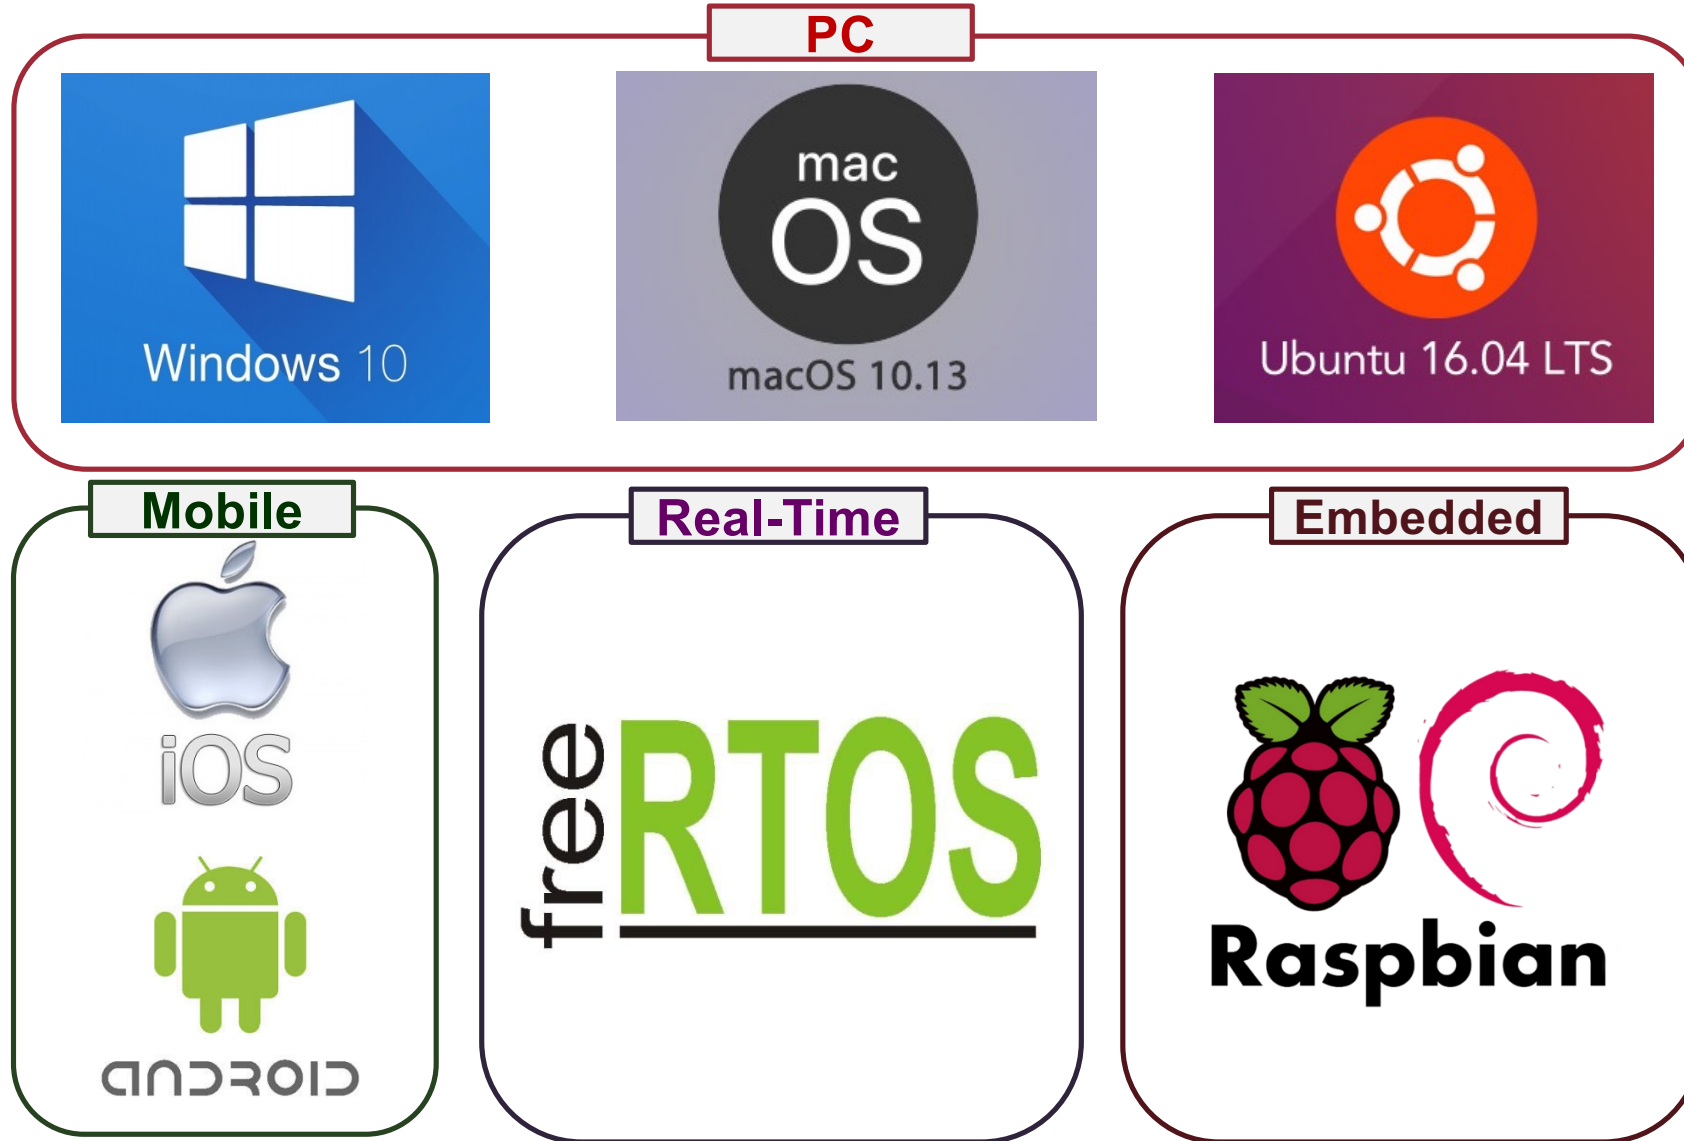 PC
Windows 10
mac
OS
macOS 10.13
Ubuntu 16.04 LTS
Mobile
iOS
android
Real-Time
free
RTOS
Embedded
Raspbian